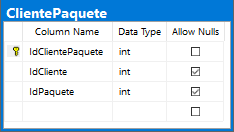 ClientePaquete
Column Name Data Type Allow Nulls
IdClientePaquete int
IdCliente int
IdPaquete int